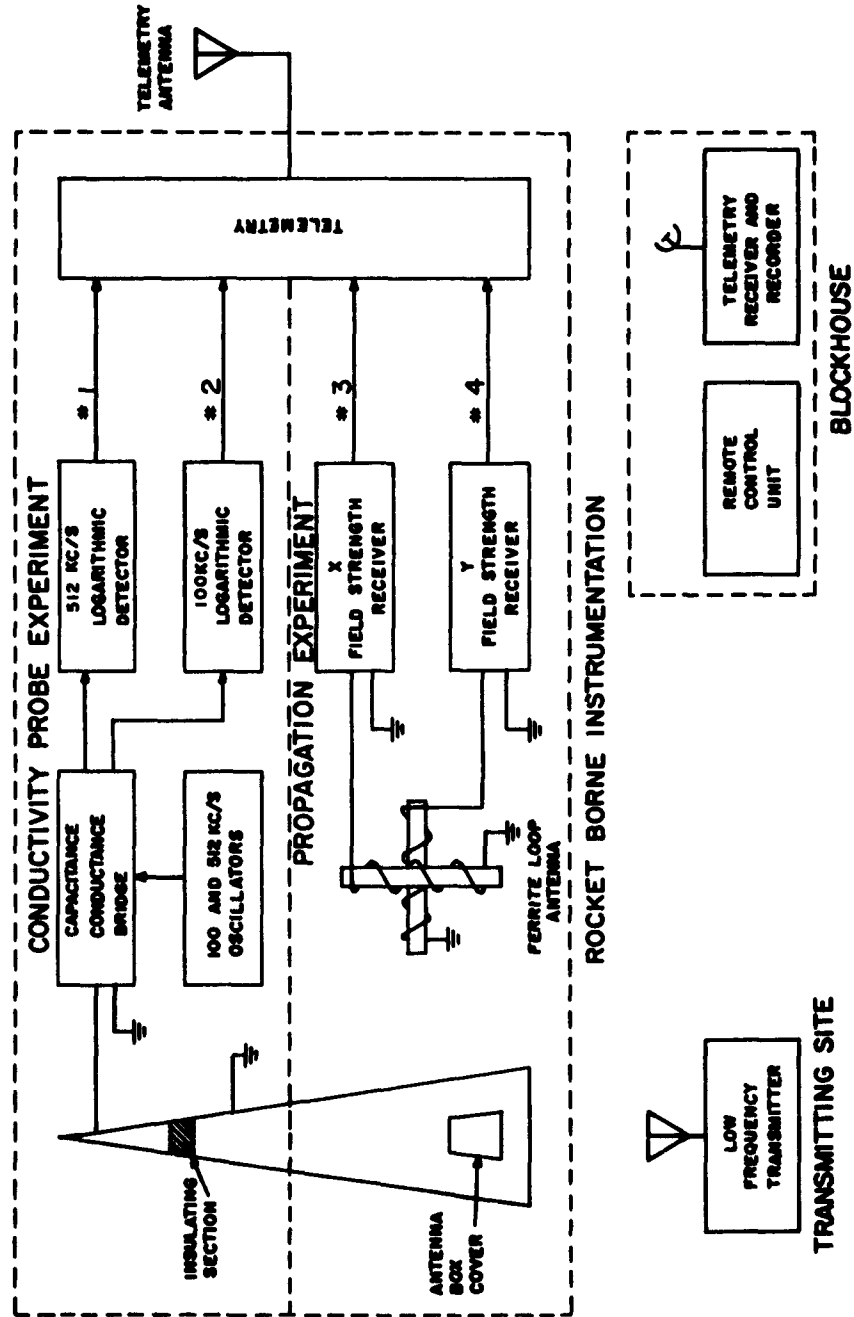 CONDUCTIVITY PROBE EXPERIMENT
INSULATING
SECTION
CAPACITANCE
CONDUCTANCE
BRIDGE
100 AND 512 KC/S
OSCILLATORS
512 KC/S
LOGARITHMIC
DETECTOR
100KC/S
LOGARITHMIC
DETECTOR
# 1
# 2
TELEMETRY
TELEMETRY
ANTENNA
PROPAGATION EXPERIMENT
ANTENNA
BOX
COVER
FERRITE LOOP
ANTENNA
X
FIELD STRENGTH
RECEIVER
Y
FIELD STRENGTH
RECEIVER
# 3
# 4
ROCKET BORNE INSTRUMENTATION
LOW
FREQUENCY
TRANSMITTER
TRANSMITTING SITE
REMOTE
CONTROL
UNIT
TELEMETRY
RECEIVER AND
RECORDER
BLOCKHOUSE